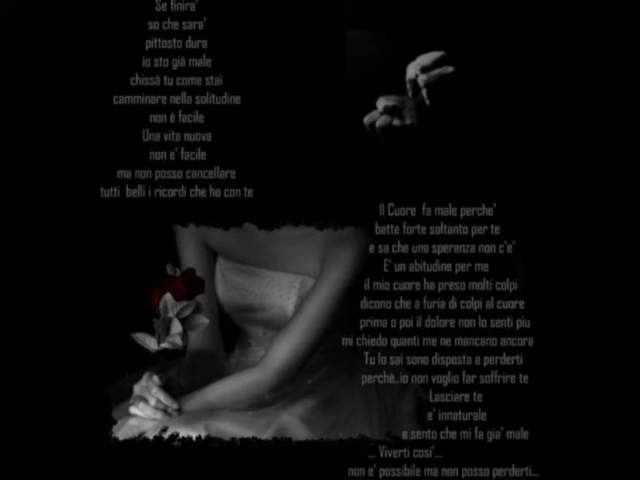 Se finira'
so che sara'
pittosto dura
io sto già male
chissà tu come stai
camminare nella solitudine
non è facile
Una vita nuova
non e' facile
ma non posso cancellare
tutti belli i ricordi che ho con te
Il Cuore fa male perche'
batte forte soltanto per te
e sa che una speranza non c'e'
E' un abitudine per me
il mio cuore ha preso molti colpi
dicono che a furia di colpi al cuore
prima o poi il dolore non lo senti più
mi chiedo quanti me ne mancano ancora
Tu lo sai sono disposta a perderti
perchè..io non voglio far soffrire te
Lasciare te
e' innaturale
e sento che mi fa gia' male
... Viverti cosi'...
non e' possibile ma non posso perderti...